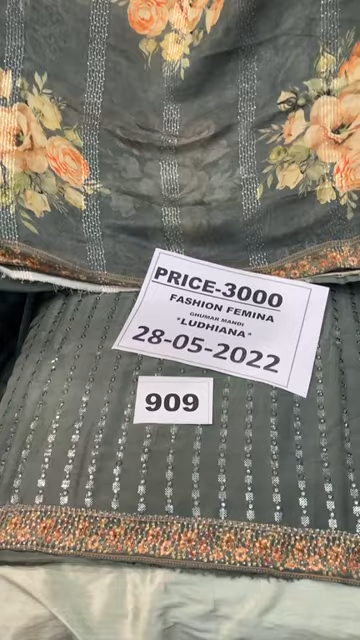 PRICE-3000
FASHION FEMINA
GHUMAR MANDI
*LUDHIANA*
28-05-2022
909